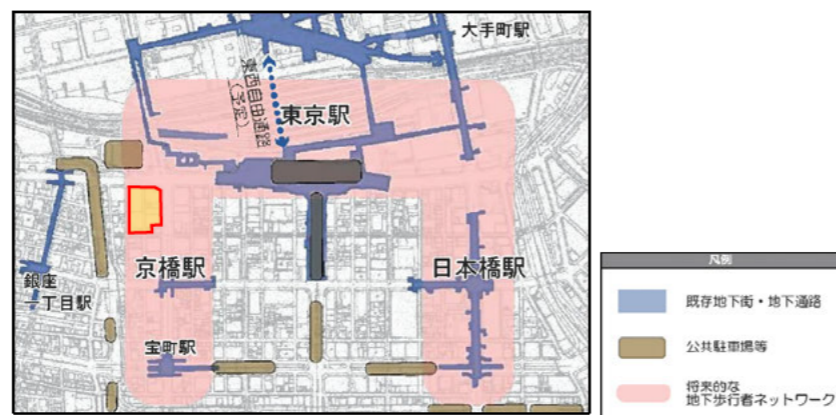 大手町駅
東西自由通路
(予定)
東京駅
京橋駅
日本橋駅
銀座
一丁目駅
宝町駅
凡例
既存地下街・地下通路
公共駐車場等
将来的な
地下歩行者ネットワーク